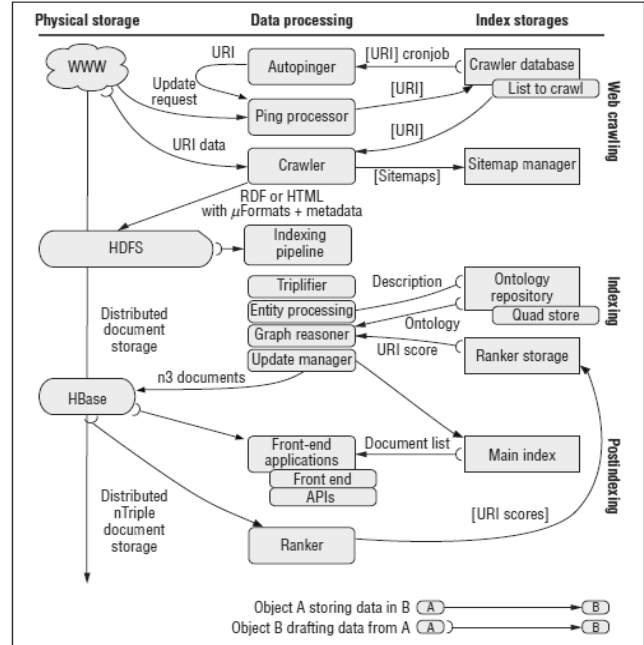 Physical storage
Data processing
Index storages
WWW
URI
Autopinger
[URI] cronjob
Crawler database
List to crawl
Update
request
Ping processor
[URI]
[URI]
URI data
Crawler
[Sitemaps]
Sitemap manager
Web crawling
RDF or HTML
with μFormats + metadata
HDFS
Indexing
pipeline
Triplifier
Description
Ontology
repository
Quad store
Entity processing
Ontology
Graph reasoner
URI score
Ranker storage
Update manager
Indexing
Distributed
document
storage
n3 documents
HBase
Front-end
applications
Front end
APIs
Document list
Main index
Postindexing
Distributed
nTriple
document
storage
[URI scores]
Ranker
Object A storing data in B A B
Object B drafting data from A A B